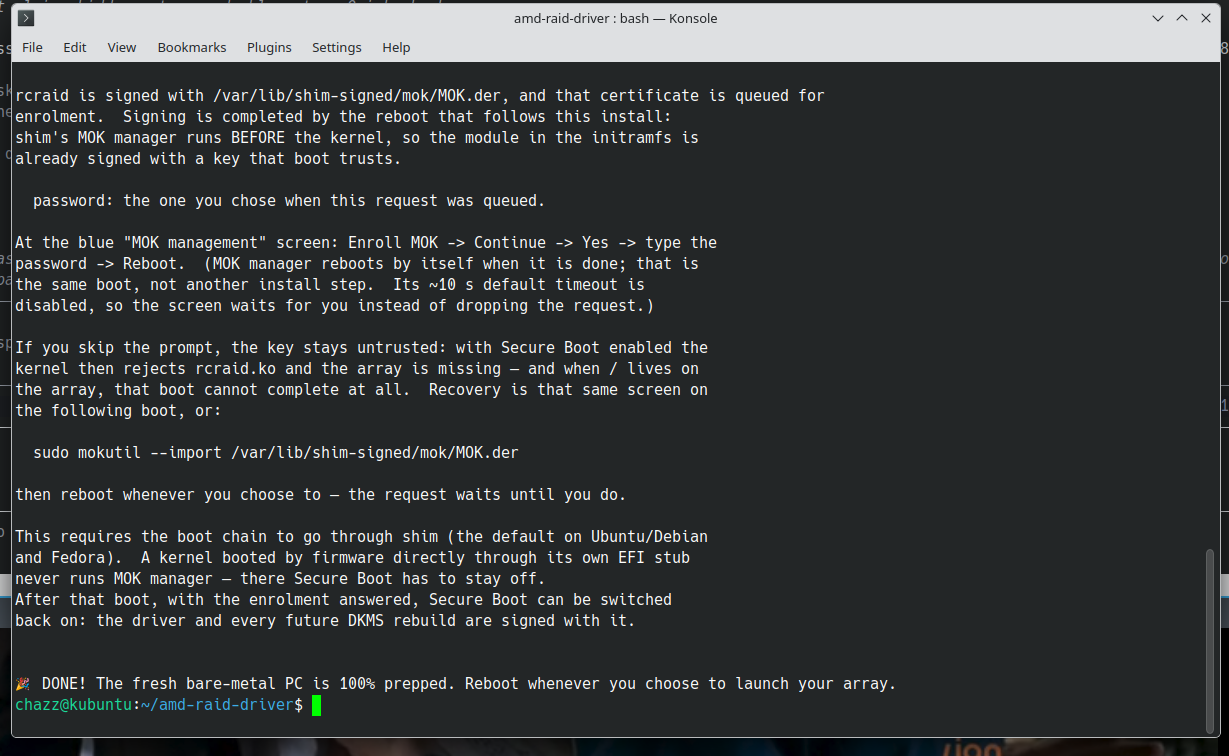 amd-raid-driver : bash — Konsole
File Edit View Bookmarks Plugins Settings Help
rcraid is signed with /var/lib/shim-signed/mok/MOK.der, and that certificate is queued for
enrolment.  Signing is completed by the reboot that follows this install:
shim's MOK manager runs BEFORE the kernel, so the module in the initramfs is
already signed with a key that boot trusts.
  password: the one you chose when this request was queued.
At the blue "MOK management" screen: Enroll MOK -> Continue -> Yes -> type the
password -> Reboot.  (MOK manager reboots by itself when it is done; that is
the same boot, not another install step.  Its ~10 s default timeout is
disabled, so the screen waits for you instead of dropping the request.)
If you skip the prompt, the key stays untrusted: with Secure Boot enabled the
kernel then rejects rcraid.ko and the array is missing — and when / lives on
the array, that boot cannot complete at all.  Recovery is that same screen on
the following boot, or:
  sudo mokutil --import /var/lib/shim-signed/mok/MOK.der
then reboot whenever you choose to — the request waits until you do.
This requires the boot chain to go through shim (the default on Ubuntu/Debian
and Fedora).  A kernel booted by firmware directly through its own EFI stub
never runs MOK manager — there Secure Boot has to stay off.
After that boot, with the enrolment answered, Secure Boot can be switched
back on: the driver and every future DKMS rebuild are signed with it.
🎉 DONE! The fresh bare-metal PC is 100% prepped. Reboot whenever you choose to launch your array.
chazz@kubuntu:~/amd-raid-driver$